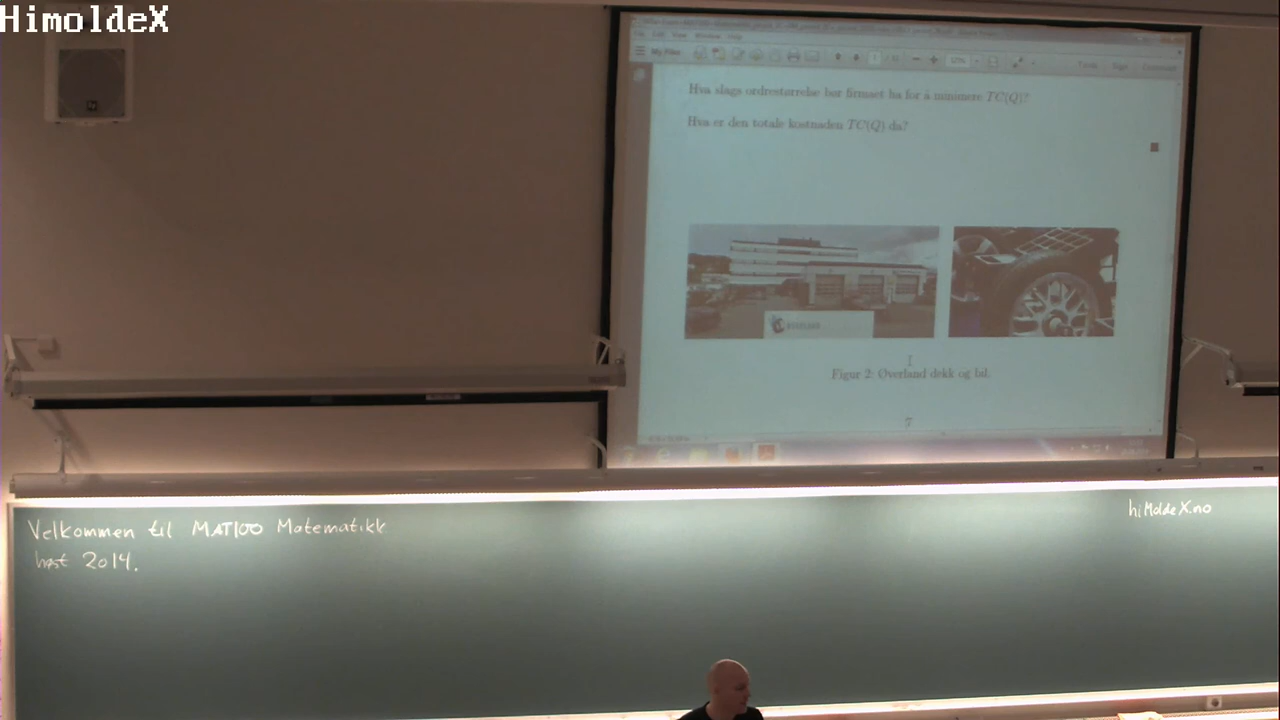 HimoldeX
Hva slags ordrestørrelse bør firmaet ha for å minimere TC(Q)?
Hva er den totale kostnaden TC(Q) da?
Figur 2: Øverland dekk og bil.
7
Velkommen til MAT100 Matematikk
høst 2014.
hiMoldeX.no